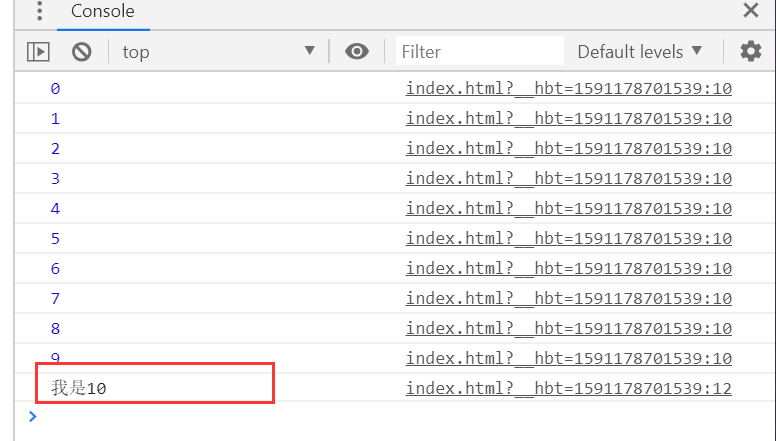 Console
top Filter Default levels
0 index.html?__hbt=1591178701539:10
1 index.html?__hbt=1591178701539:10
2 index.html?__hbt=1591178701539:10
3 index.html?__hbt=1591178701539:10
4 index.html?__hbt=1591178701539:10
5 index.html?__hbt=1591178701539:10
6 index.html?__hbt=1591178701539:10
7 index.html?__hbt=1591178701539:10
8 index.html?__hbt=1591178701539:10
9 index.html?__hbt=1591178701539:10
我是10 index.html?__hbt=1591178701539:12